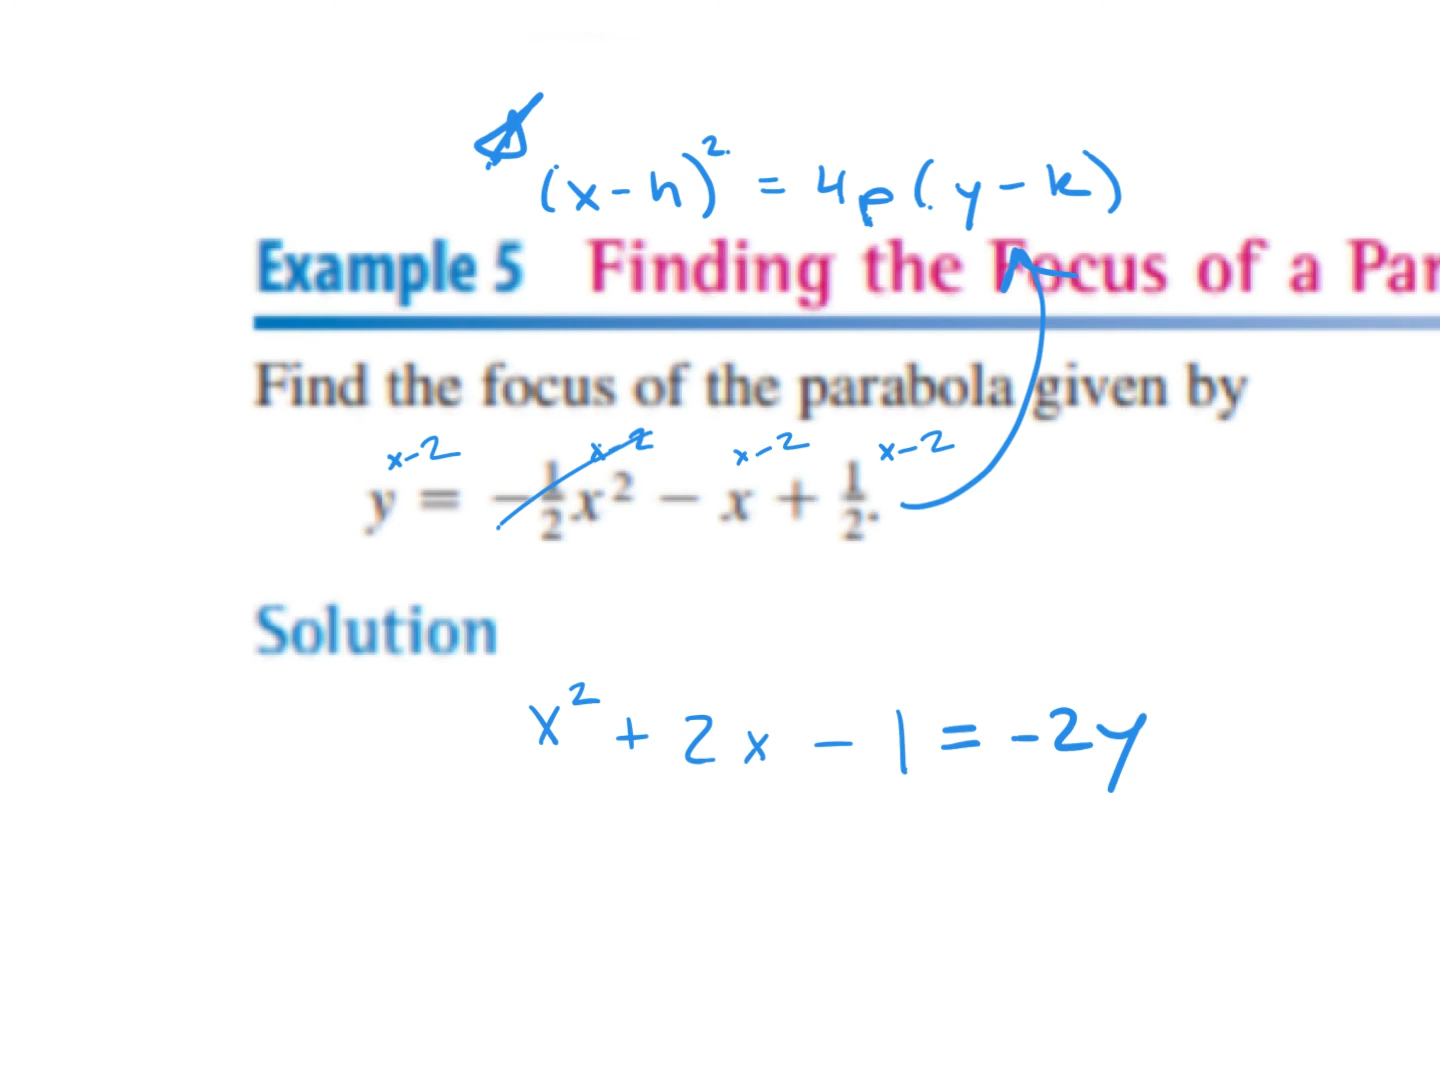 (x-h)² = 4p(y-k)
Example 5 Finding the Focus of a Par
Find the focus of the parabola given by
x-2 x-2 x-2 x-2
y = -½x² - x + ½.
Solution
x² + 2x - 1 = -2y